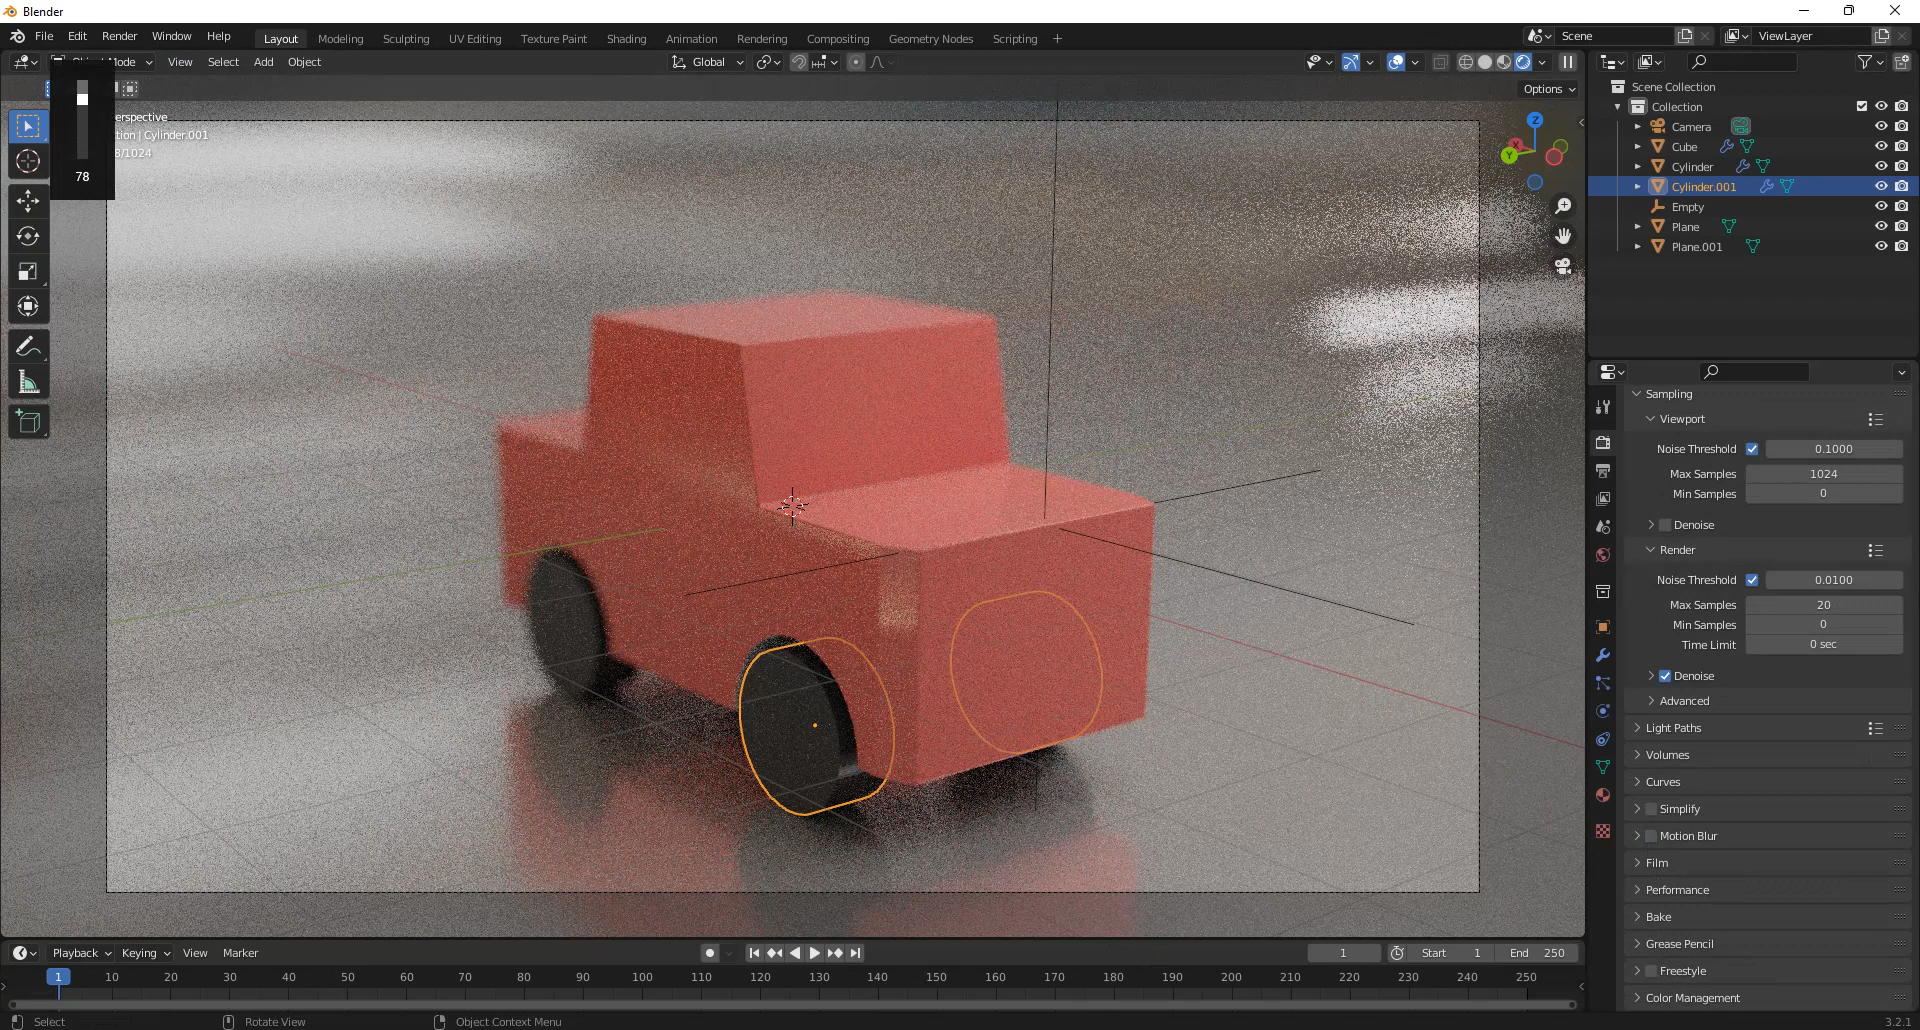 Blender
File Edit Render Window Help
Layout Modeling Sculpting UV Editing Texture Paint Shading Animation Rendering Compositing Geometry Nodes Scripting +
Scene
ViewLayer
Mode View Select Add Object
Global
Options
erspective
tion | Cylinder.001
8/1024
78
Z
X
Y
Scene Collection
Collection
Camera
Cube
Cylinder
Cylinder.001
Empty
Plane
Plane.001
Sampling
Viewport
Noise Threshold 0.1000
Max Samples 1024
Min Samples 0
Denoise
Render
Noise Threshold 0.0100
Max Samples 20
Min Samples 0
Time Limit 0 sec
Denoise
Advanced
Light Paths
Volumes
Curves
Simplify
Motion Blur
Film
Performance
Bake
Grease Pencil
Freestyle
Color Management
Playback Keying View Marker
1 Start 1 End 250
1 10 20 30 40 50 60 70 80 90 100 110 120 130 140 150 160 170 180 190 200 210 220 230 240 250
Select Rotate View Object Context Menu
3.2.1